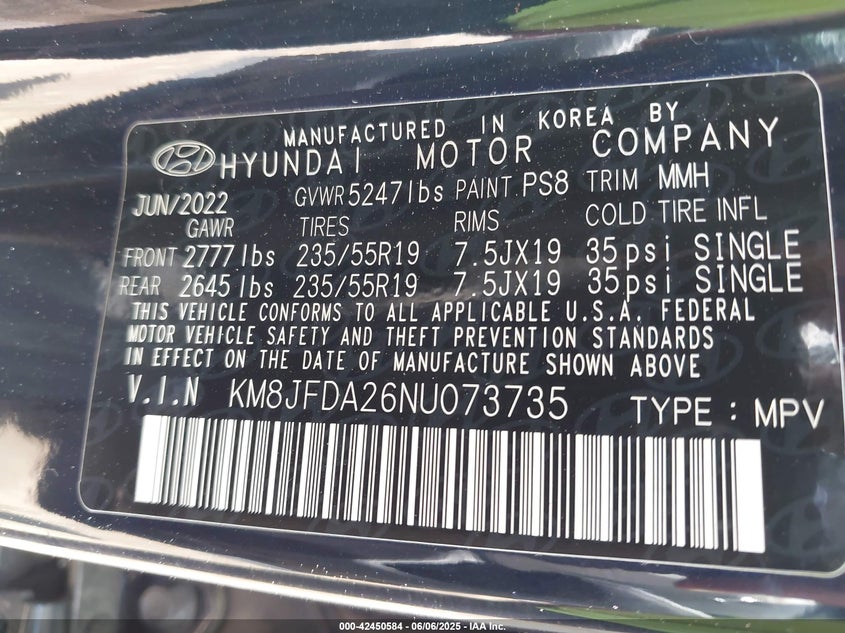 MANUFACTURED IN KOREA BY
HYUNDAI MOTOR COMPANY
JUN/2022 GVWR 5247lbs PAINT PS8 TRIM MMH
GAWR TIRES RIMS COLD TIRE INFL
FRONT 2777lbs 235/55R19 7.5JX19 35psi SINGLE
REAR 2645lbs 235/55R19 7.5JX19 35psi SINGLE
THIS VEHICLE CONFORMS TO ALL APPLICABLE U.S.A. FEDERAL
MOTOR VEHICLE SAFETY AND THEFT PREVENTION STANDARDS
IN EFFECT ON THE DATE OF MANUFACTURE SHOWN ABOVE
V.I.N KM8JFDA26NU073735 TYPE : MPV
000-42450584 - 06/06/2025 - IAA Inc.